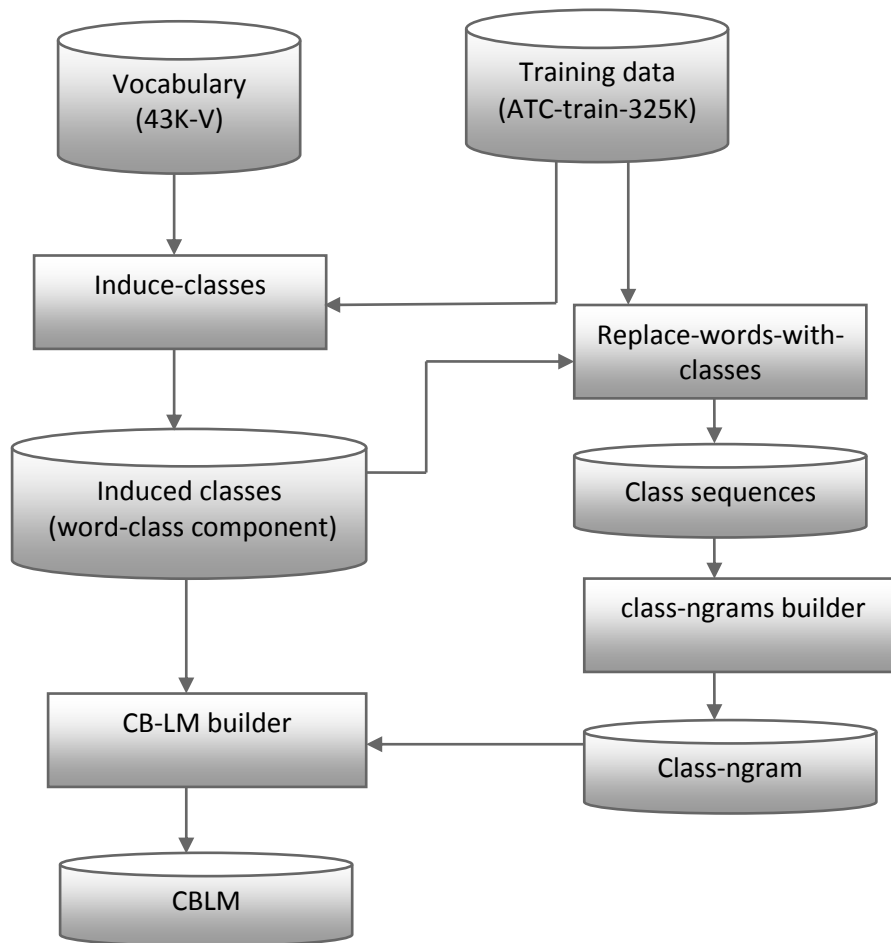 Vocabulary
(43K-V)
Training data
(ATC-train-325K)
Induce-classes
Replace-words-with-
classes
Induced classes
(word-class component)
Class sequences
class-ngrams builder
CB-LM builder
Class-ngram
CBLM